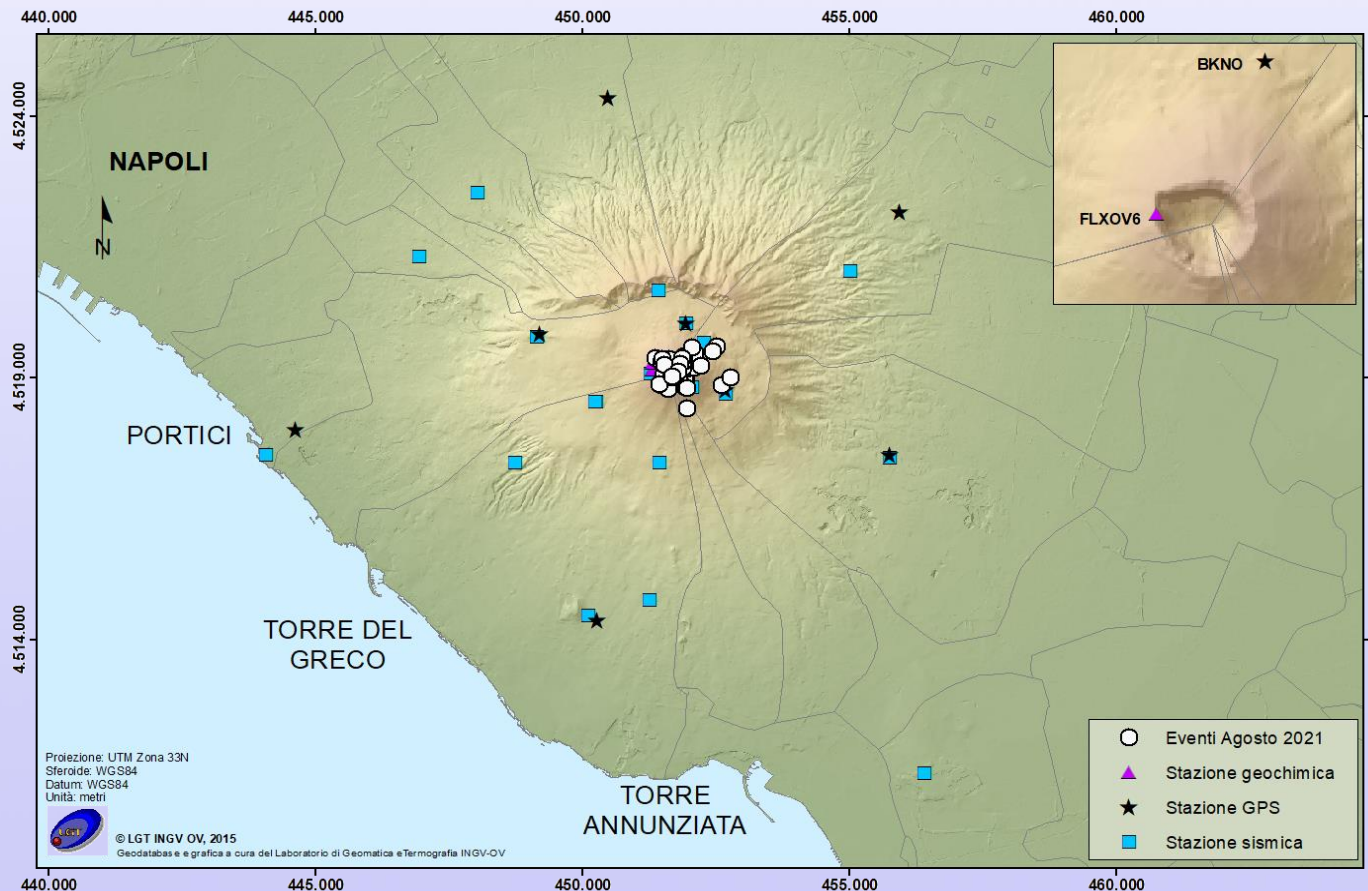 440.000 445.000 450.000 455.000 460.000
4.524.000
4.519.000
4.514.000
NAPOLI
N
BKNO
FLXOV6
PORTICI
TORRE DEL
GRECO
TORRE
ANNUNZIATA
Proiezione: UTM Zona 33N
Sferoide: WGS84
Datum: WGS84
Unità: metri
LGT
© LGT INGV OV, 2015
Geodatabase e grafica a cura del Laboratorio di Geomatica e Termografia INGV-OV
Eventi Agosto 2021
Stazione geochimica
Stazione GPS
Stazione sismica
440.000 445.000 450.000 455.000 460.000